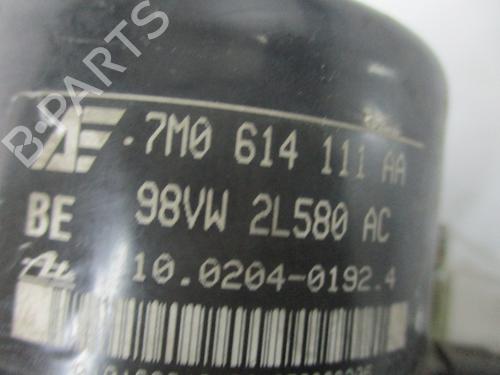 .7M0 614 111 AA
BE 98VW 2L580 AC
10.0204-0192.4
B-PARTS